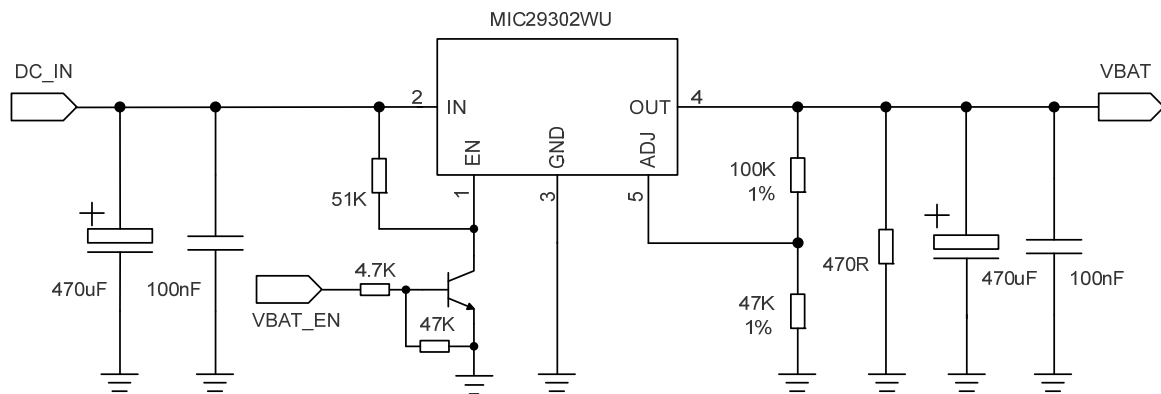 MIC29302WU
DC_IN
VBAT
2
IN
OUT
4
EN
GND
ADJ
1
3
5
51K
100K
1%
470uF
100nF
4.7K
VBAT_EN
47K
47K
1%
470R
470uF
100nF